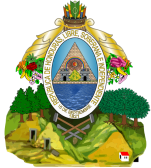 REPUBLICA DE HONDURAS, LIBRE, SOBERANA E INDEPENDIENTE